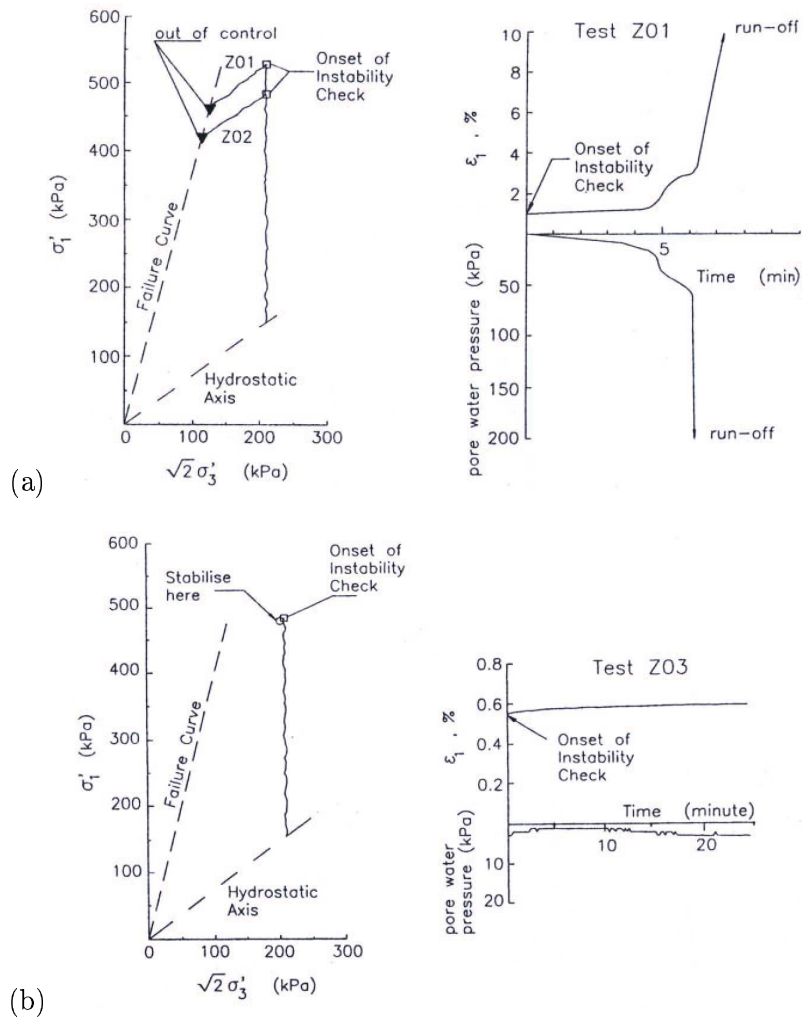 600
500
400
300
200
100
0
100
200
300
σ₁' (kPa)
√2 σ₃' (kPa)
out of control
Z01
Z02
Onset of
Instability
Check
Failure Curve
Hydrostatic
Axis
10
8
6
4
2
ε₁ , %
Test Z01
run-off
Onset of
Instability
Check
5
Time (min)
50
100
150
200
pore water pressure (kPa)
run-off
(a)
600
500
400
300
200
100
0
100
200
300
σ₁' (kPa)
√2 σ₃' (kPa)
Stabilise
here
Onset of
Instability
Check
Failure Curve
Hydrostatic
Axis
0.8
0.6
0.4
0.2
ε₁ , %
Test Z03
Onset of
Instability
Check
Time (minute)
10
20
10
20
pore water
pressure (kPa)
(b)